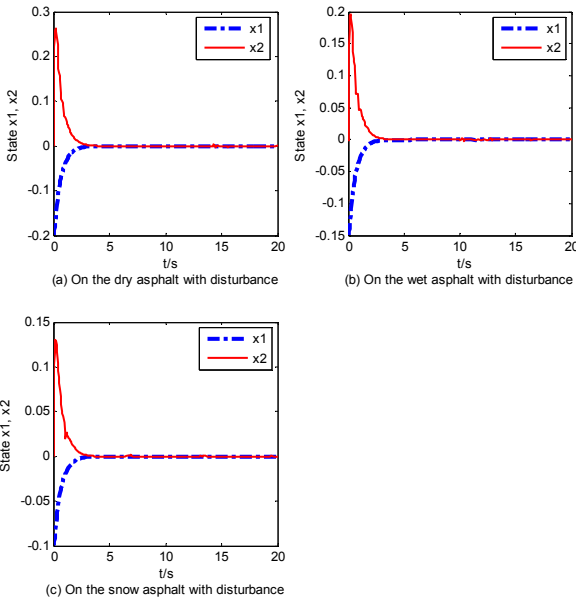 0.3
0.2
0.1
0
-0.1
-0.2
State x1, x2
x1
x2
0 5 10 15 20
t/s
(a) On the dry asphalt with disturbance
0.2
0.15
0.1
0.05
0
-0.05
-0.1
-0.15
State x1, x2
x1
x2
0 5 10 15 20
t/s
(b) On the wet asphalt with disturbance
0.15
0.1
0.05
0
-0.05
-0.1
State x1, x2
x1
x2
0 5 10 15 20
t/s
(c) On the snow asphalt with disturbance